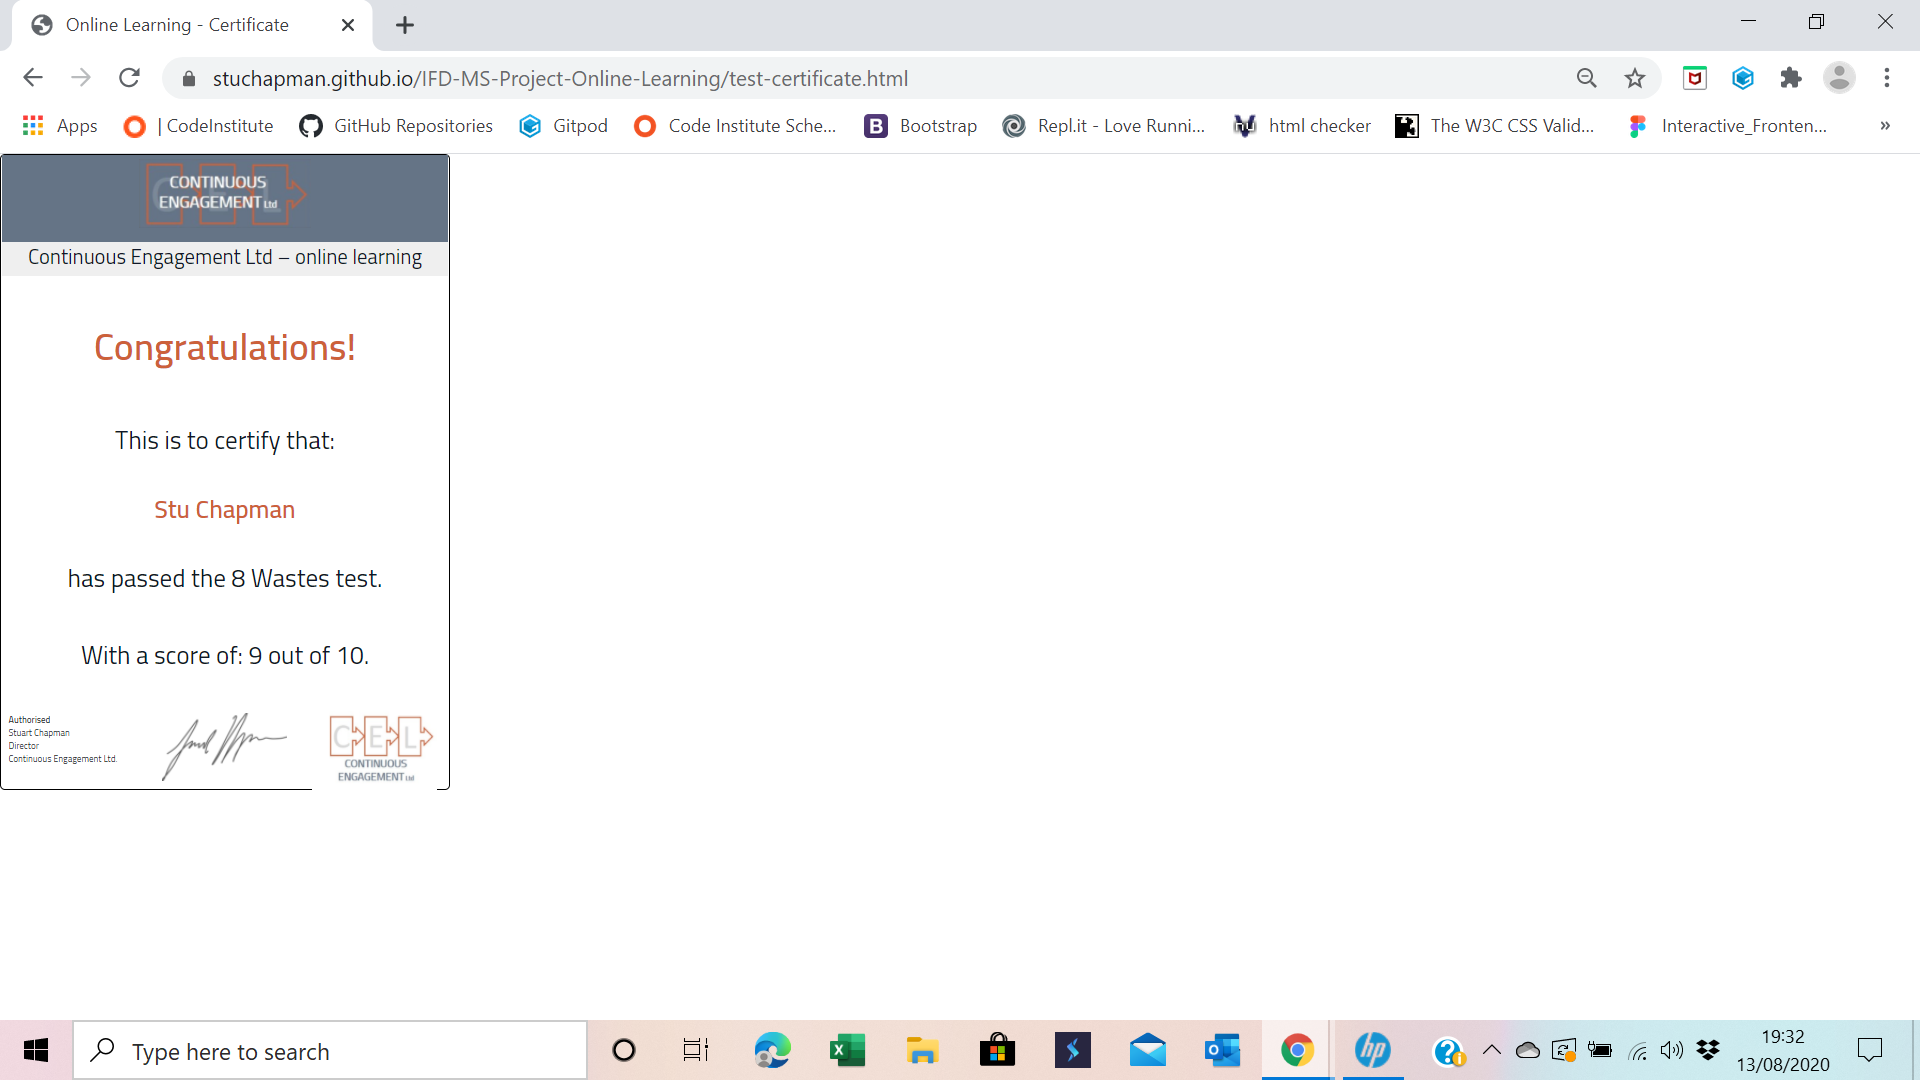 Online Learning - Certificate
stuchapman.github.io/IFD-MS-Project-Online-Learning/test-certificate.html
Apps
| CodeInstitute
GitHub Repositories
Gitpod
Code Institute Sche...
B
Bootstrap
Repl.it - Love Runni...
html checker
The W3C CSS Valid...
Interactive_Fronten...
»
C E L
CONTINUOUS
ENGAGEMENT Ltd
Continuous Engagement Ltd – online learning
Congratulations!
This is to certify that:
Stu Chapman
has passed the 8 Wastes test.
With a score of: 9 out of 10.
Authorised
Stuart Chapman
Director
Continuous Engagement Ltd.
C E L
CONTINUOUS
ENGAGEMENT Ltd
Type here to search
hp
19:32
13/08/2020